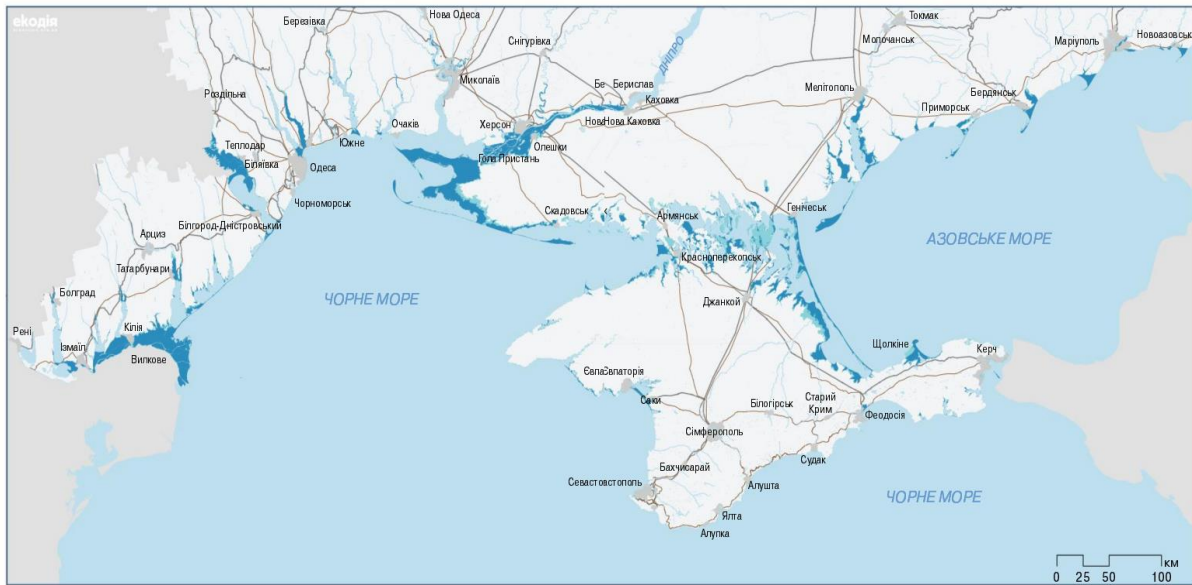 екодія
Березівка
Нова Одеса
Снігурівка
ДНІПРО
Токмак
Молочанськ
Маріуполь
Новоазовськ
Роздільна
Миколаїв
Бе
Берислав
Каховка
Мелітополь
Бердянськ
Приморськ
Херсон
Очаків
Нова Каховка
Олешки
Южне
Теплодар
Біляївка
Одеса
Гола Пристань
Чорноморськ
Скадовськ
Армянськ
Генічеськ
Білгород-Дністровський
Арциз
АЗОВСЬКЕ МОРЕ
Красноперекопськ
Татарбунари
Болград
ЧОРНЕ МОРЕ
Джанкой
Рені
Кілія
Ізмаїл
Вилкове
Щолкіне
Керч
Євпаторія
Саки
Білогірськ
Старий
Крим
Феодосія
Сімферополь
Судак
Бахчисарай
Севастовстополь
Алушта
ЧОРНЕ МОРЕ
Ялта
Алупка
км
0 25 50 100